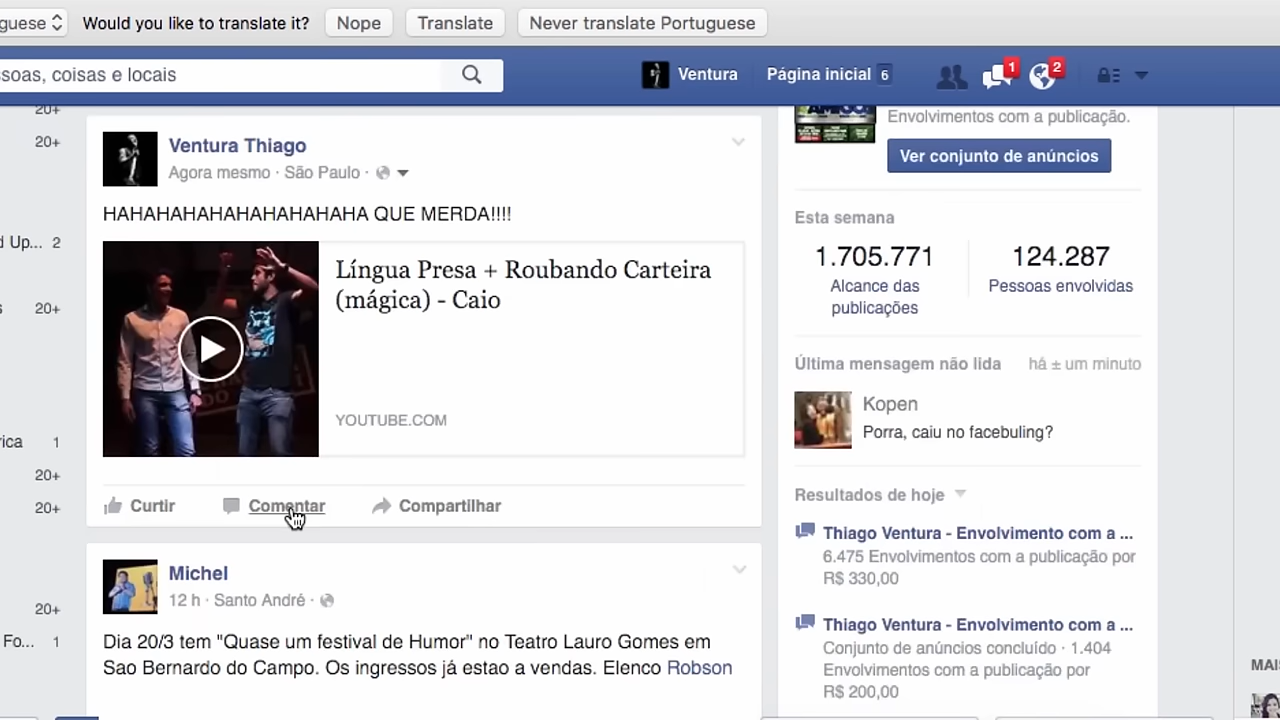 guese
Would you like to translate it?
Nope
Translate
Never translate Portuguese
ssoas, coisas e locais
Ventura
Página inicial 6
1
2
20+
20+
d Up... 2
s 20+
rica 1
20+
20+
20+
Fo... 1
Ventura Thiago
Agora mesmo · São Paulo ·
HAHAHAHAHAHAHAHAHAHA QUE MERDA!!!!
Língua Presa + Roubando Carteira
(mágica) - Caio
YOUTUBE.COM
Curtir
Comentar
Compartilhar
Michel
12 h · Santo André ·
Dia 20/3 tem "Quase um festival de Humor" no Teatro Lauro Gomes em
Sao Bernardo do Campo. Os ingressos já estao a vendas. Elenco Robson
Envolvimentos com a publicação.
Ver conjunto de anúncios
Esta semana
1.705.771
Alcance das
publicações
124.287
Pessoas envolvidas
Última mensagem não lida
há ± um minuto
Kopen
Porra, caiu no facebuling?
Resultados de hoje
Thiago Ventura - Envolvimento com a ...
6.475 Envolvimentos com a publicação por
R$ 330,00
Thiago Ventura - Envolvimento com a ...
Conjunto de anúncios concluído · 1.404
Envolvimentos com a publicação por
R$ 200,00
MAI